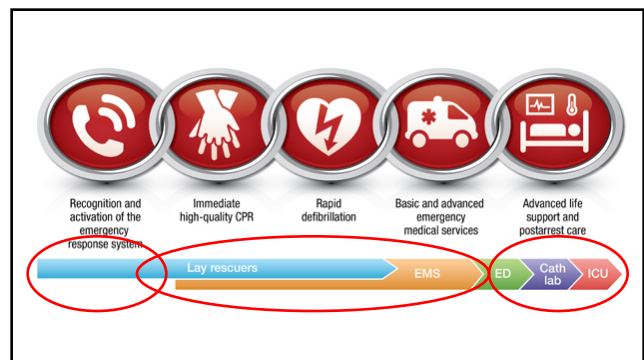 Recognition and
activation of the
emergency
response system
Immediate
high-quality CPR
Rapid
defibrillation
Basic and advanced
emergency
medical services
Advanced life
support and
postarrest care
Lay rescuers
EMS
ED
Cath
lab
ICU